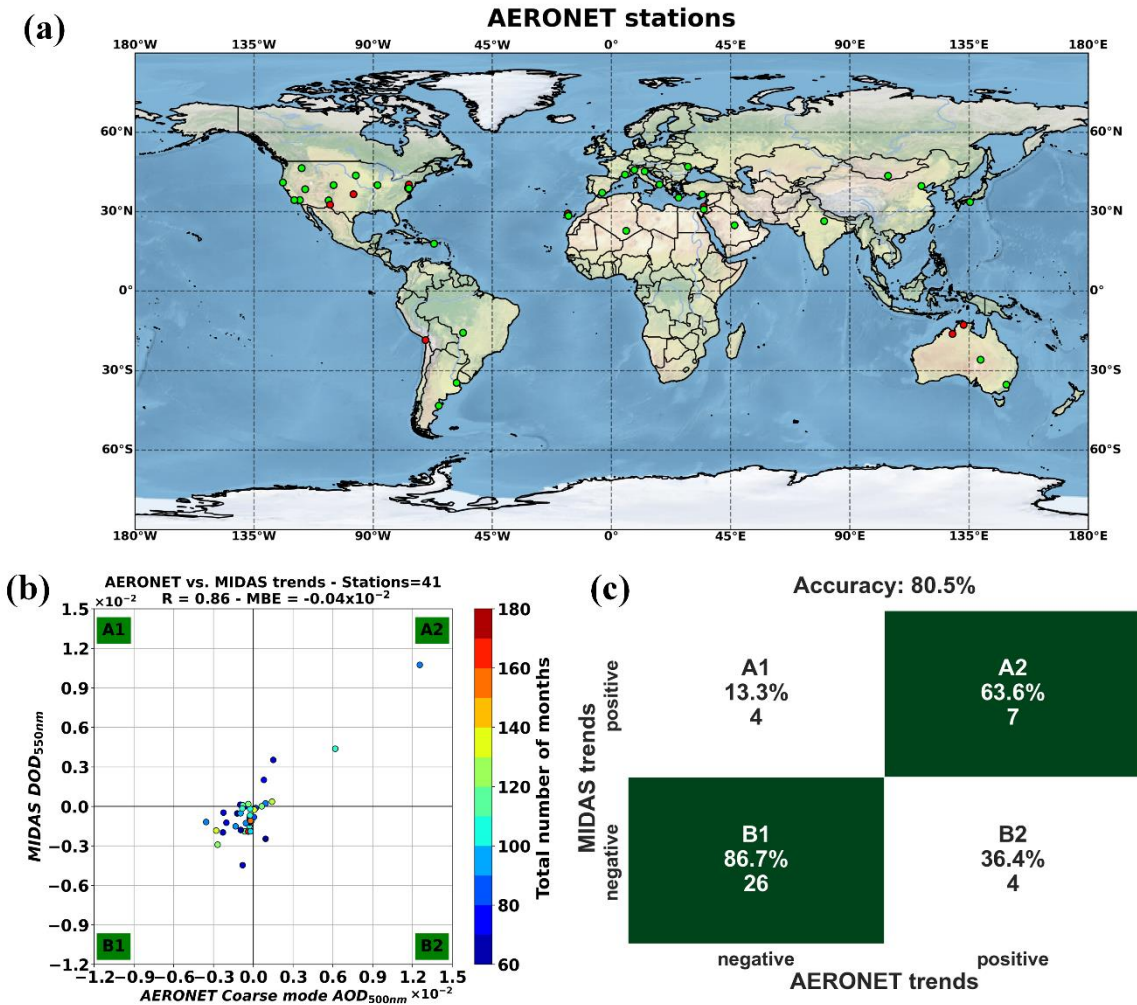 (a)
AERONET stations
180°W 135°W 90°W 45°W 0° 45°E 90°E 135°E 180°E
60°N 60°N
30°N 30°N
0° 0°
30°S 30°S
60°S 60°S
180°W 135°W 90°W 45°W 0° 45°E 90°E 135°E 180°E
(b)
AERONET vs. MIDAS trends - Stations=41
R = 0.86 - MBE = -0.04x10⁻²
×10⁻²
1.5
1.2
0.9
0.6
0.3
0.0
−0.3
−0.6
−0.9
−1.2
MIDAS DOD550nm
A1 A2
B1 B2
−1.2−0.9−0.6−0.3 0.0 0.3 0.6 0.9 1.2 1.5
AERONET Coarse mode AOD500nm ×10⁻²
180
160
140
120
100
80
60
Total number of months
(c)
Accuracy: 80.5%
MIDAS trends
positive
negative
A1
13.3%
4
A2
63.6%
7
B1
86.7%
26
B2
36.4%
4
negative positive
AERONET trends